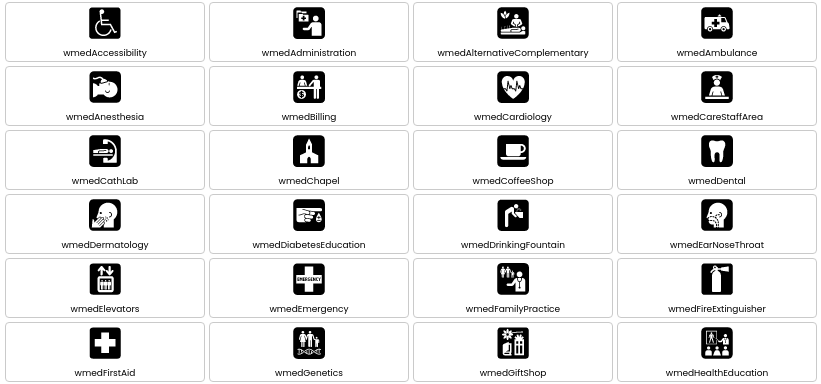 wmedAccessibility
wmedAdministration
wmedAlternativeComplementary
wmedAmbulance
wmedAnesthesia
wmedBilling
wmedCardiology
wmedCareStaffArea
wmedCathLab
wmedChapel
wmedCoffeeShop
wmedDental
wmedDermatology
wmedDiabetesEducation
wmedDrinkingFountain
wmedEarNoseThroat
wmedElevators
EMERGENCY
wmedEmergency
wmedFamilyPractice
wmedFireExtinguisher
wmedFirstAid
wmedGenetics
wmedGiftShop
wmedHealthEducation